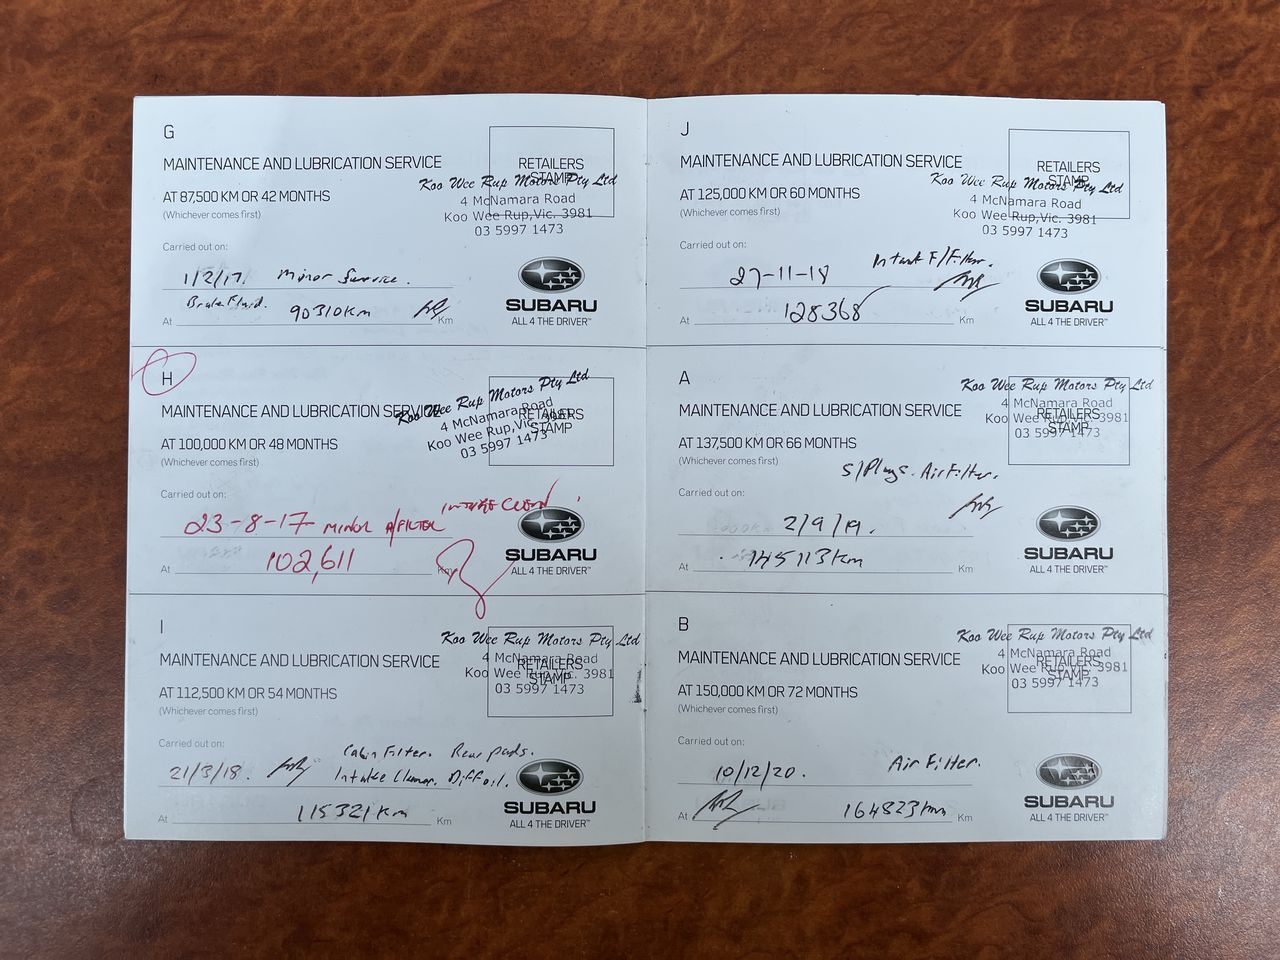 G
MAINTENANCE AND LUBRICATION SERVICE
RETAILERS
STAMP
Koo Wee Rup Motors Pty Ltd
AT 87,500 KM OR 42 MONTHS
4 McNamara Road
(Whichever comes first)
Koo Wee Rup, Vic. 3981
03 5997 1473
Carried out on:
1/2/17. Minor Service.
Brake Fluid. 90310km
At
Km
SUBARU
ALL 4 THE DRIVER™
H
MAINTENANCE AND LUBRICATION SERVICE
Koo Wee Rup Motors Pty Ltd
RETAILERS
STAMP
4 McNamara Road
AT 100,000 KM OR 48 MONTHS
Koo Wee Rup, Vic. 3981
(Whichever comes first)
03 5997 1473
Carried out on:
INTAKE CLEAN
23-8-17 MINOR P/FILTER
102,611
At
Km
SUBARU
ALL 4 THE DRIVER™
I
Koo Wee Rup Motors Pty Ltd
MAINTENANCE AND LUBRICATION SERVICE
RETAILERS
STAMP
4 McNamara Road
Koo Wee Rup, Vic. 3981
AT 112,500 KM OR 54 MONTHS
03 5997 1473
(Whichever comes first)
Carried out on:
Cabin Filter. Rear pads.
21/3/18. Intake Cleaner. Diff oil.
115321km
At
Km
SUBARU
ALL 4 THE DRIVER™
J
MAINTENANCE AND LUBRICATION SERVICE
RETAILERS
STAMP
Koo Wee Rup Motors Pty Ltd
AT 125,000 KM OR 60 MONTHS
4 McNamara Road
(Whichever comes first)
Koo Wee Rup, Vic. 3981
03 5997 1473
Carried out on:
Intank F/Filter.
27-11-18
128368
At
Km
SUBARU
ALL 4 THE DRIVER™
A
Koo Wee Rup Motors Pty Ltd
MAINTENANCE AND LUBRICATION SERVICE
RETAILERS
STAMP
4 McNamara Road
Koo Wee Rup, Vic. 3981
03 5997 1473
AT 137,500 KM OR 66 MONTHS
(Whichever comes first)
S/Plugs. Air Filter.
Carried out on:
2/9/19.
145113km
At
Km
SUBARU
ALL 4 THE DRIVER™
B
Koo Wee Rup Motors Pty Ltd
MAINTENANCE AND LUBRICATION SERVICE
RETAILERS
STAMP
4 McNamara Road
Koo Wee Rup, Vic. 3981
03 5997 1473
AT 150,000 KM OR 72 MONTHS
(Whichever comes first)
Carried out on:
10/12/20. Air Filter.
164823km
At
Km
SUBARU
ALL 4 THE DRIVER™